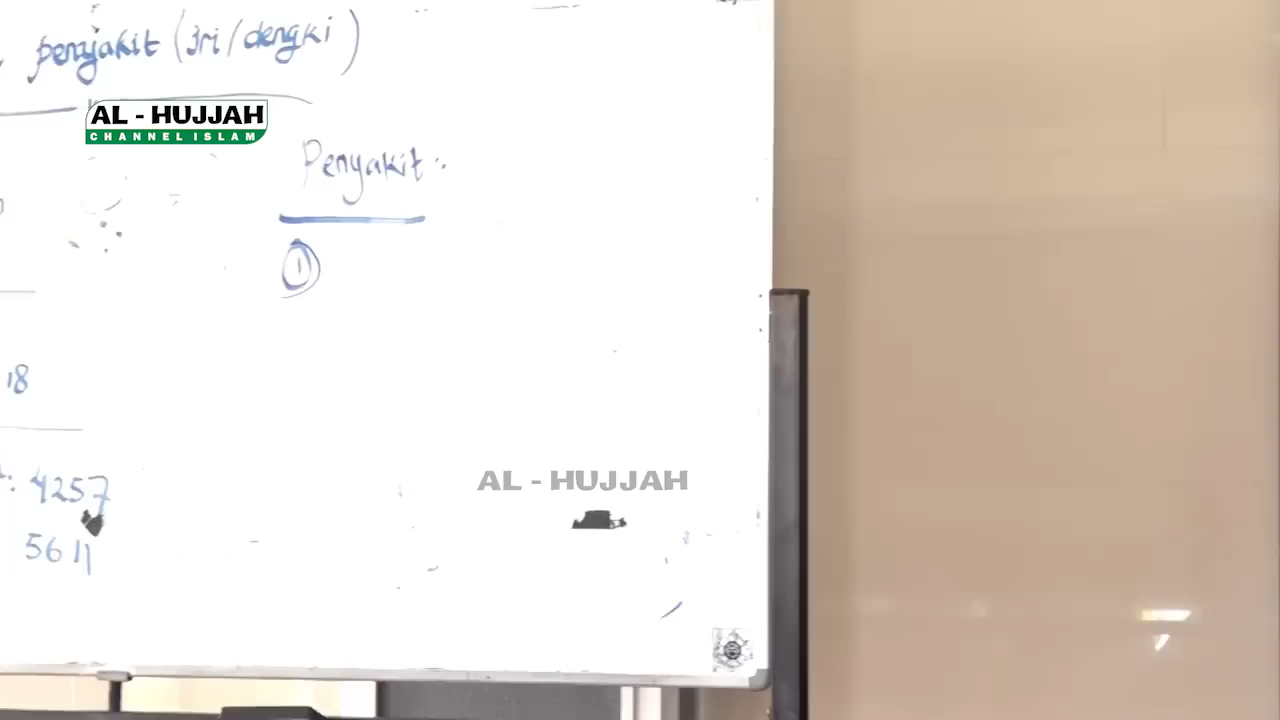 penyakit (Iri/dengki)
AL - HUJJAH
CHANNEL ISLAM
Penyakit :
1
18
: 4257
5611
AL - HUJJAH